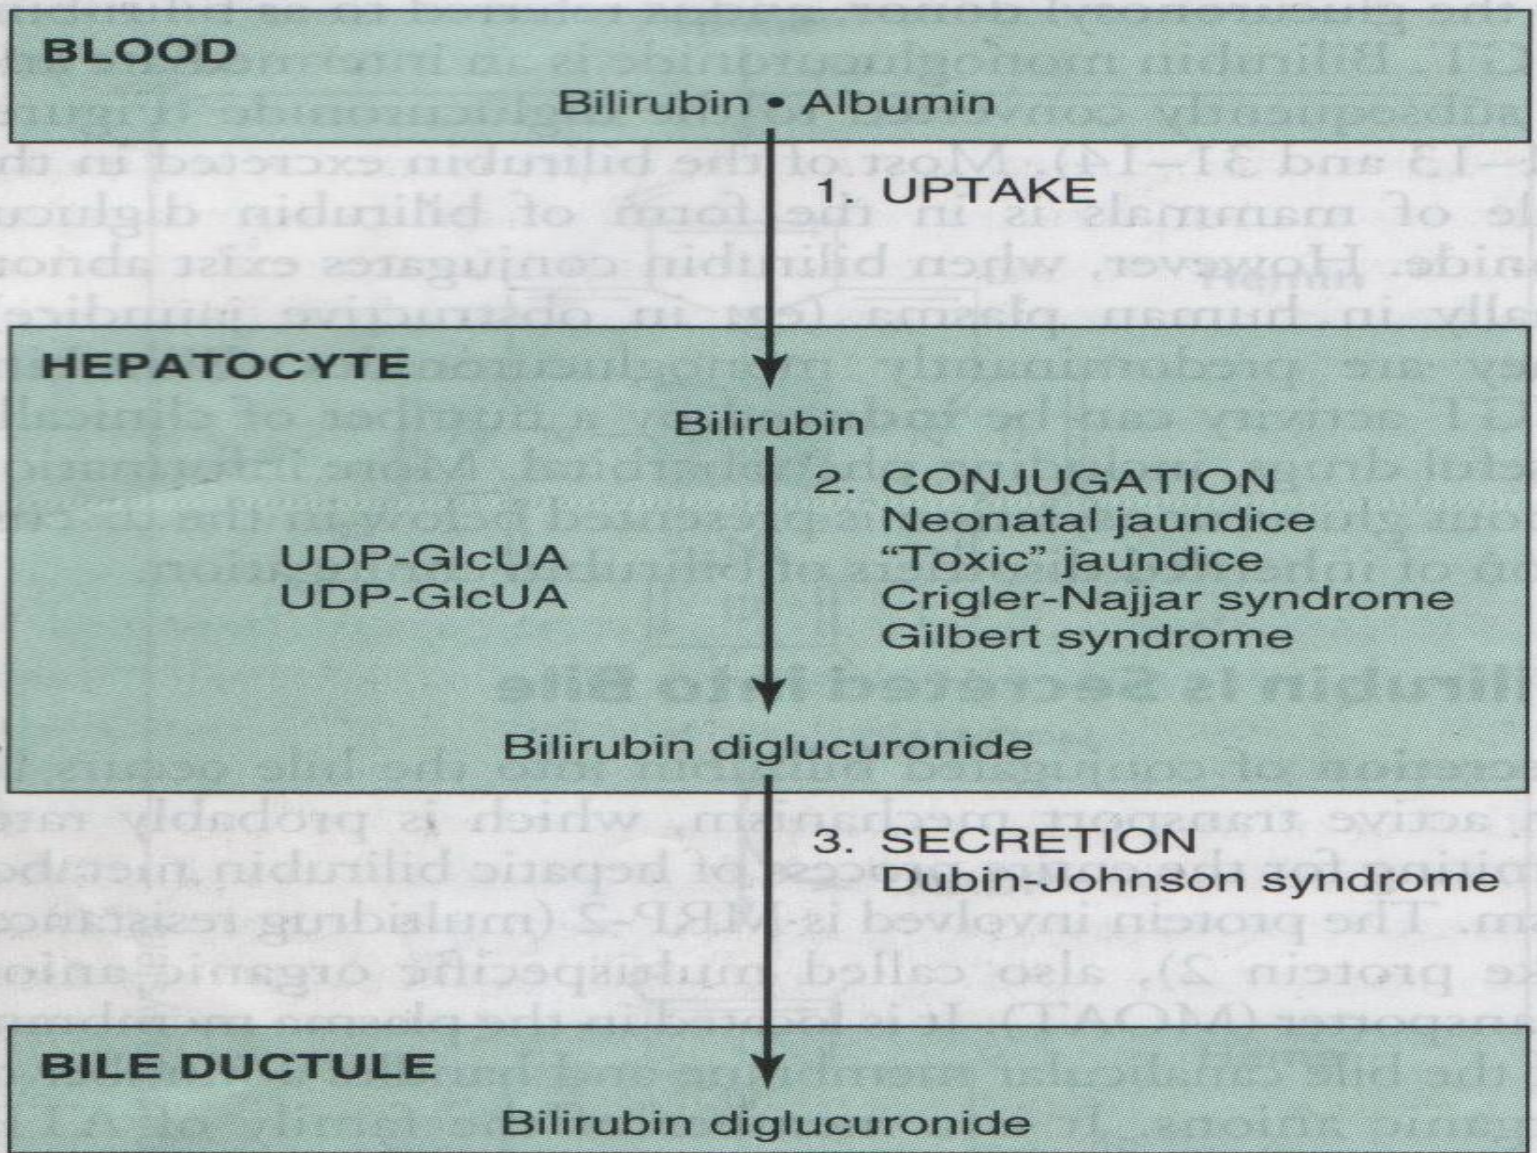 BLOOD
Bilirubin • Albumin
1. UPTAKE
HEPATOCYTE
Bilirubin
2. CONJUGATION
Neonatal jaundice
“Toxic” jaundice
Crigler-Najjar syndrome
Gilbert syndrome
UDP-GlcUA
UDP-GlcUA
Bilirubin diglucuronide
3. SECRETION
Dubin-Johnson syndrome
BILE DUCTULE
Bilirubin diglucuronide